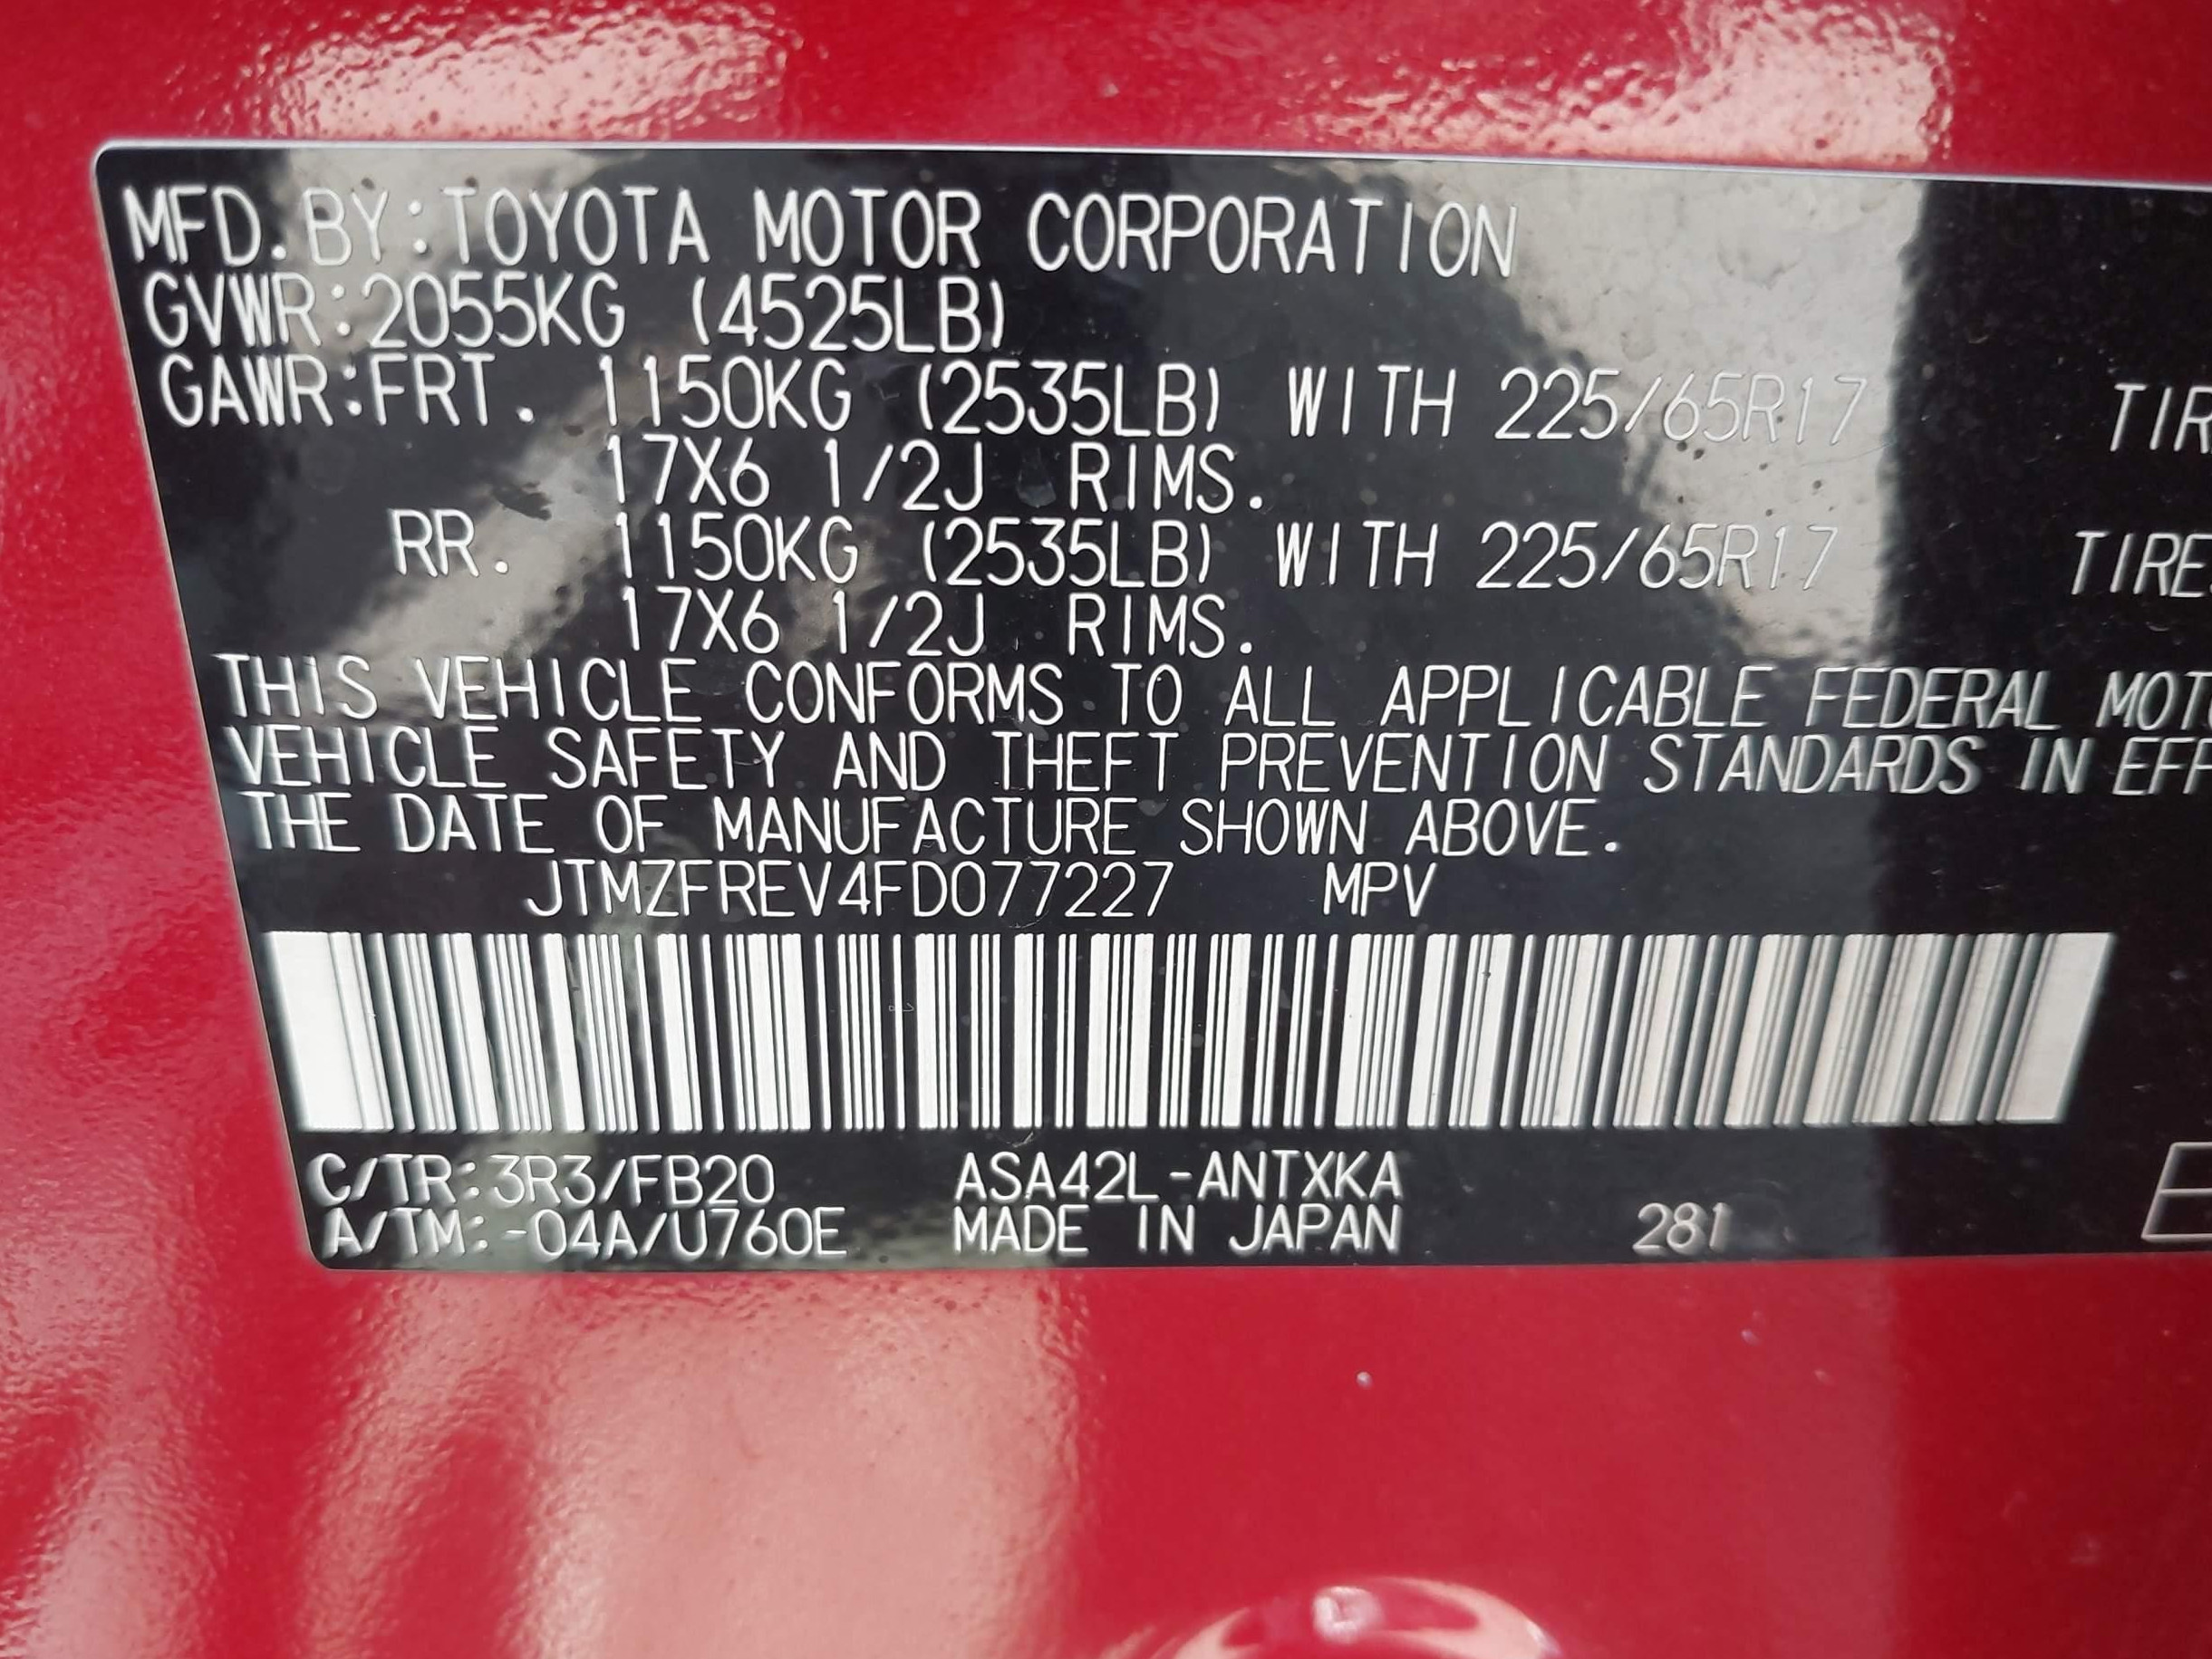 MFD. BY:TOYOTA MOTOR CORPORATION
GVWR:2055KG (4525LB)
GAWR:FRT. 1150KG (2535LB) WITH 225/65R17
17X6 1/2J RIMS.
RR. 1150KG (2535LB) WITH 225/65R17 TIRE
17X6 1/2J RIMS.
THIS VEHICLE CONFORMS TO ALL APPLICABLE FEDERAL
VEHICLE SAFETY AND THEFT PREVENTION STANDARDS IN
THE DATE OF MANUFACTURE SHOWN ABOVE.
JTMZFREV4FD077227 MPV
C/TR:3R3/FB20 ASA42L-ANTXKA
A/TM:-04A/U760E MADE IN JAPAN 281